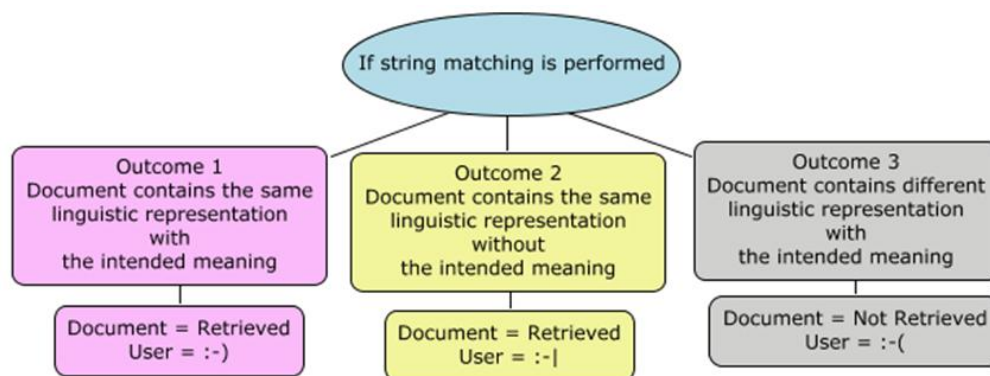 If string matching is performed
Outcome 1
Document contains the same
linguistic representation
with
the intended meaning
Document = Retrieved
User = :-)
Outcome 2
Document contains the same
linguistic representation
without
the intended meaning
Document = Retrieved
User = :-|
Outcome 3
Document contains different
linguistic representation
with
the intended meaning
Document = Not Retrieved
User = :-(